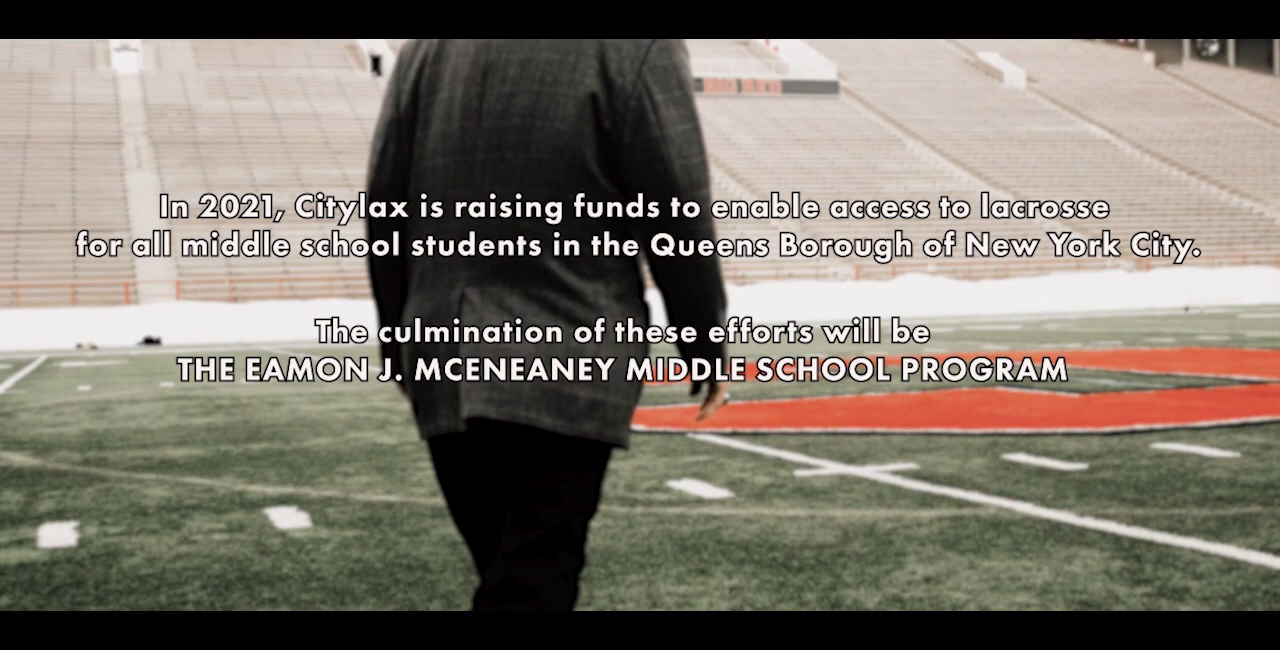 In 2021, Citylax is raising funds to enable access to lacrosse
for all middle school students in the Queens Borough of New York City.
The culmination of these efforts will be
THE EAMON J. MCENEANEY MIDDLE SCHOOL PROGRAM